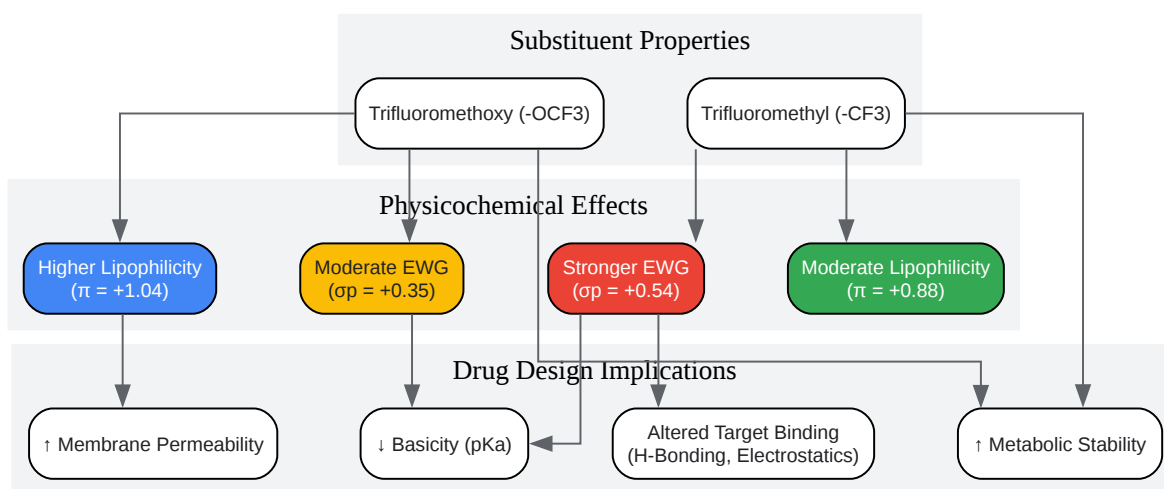 Substituent Properties
Trifluoromethoxy (-OCF3)
Trifluoromethyl (-CF3)
Physicochemical Effects
Higher Lipophilicity
(π = +1.04)
Moderate EWG
(σp = +0.35)
Stronger EWG
(σp = +0.54)
Moderate Lipophilicity
(π = +0.88)
Drug Design Implications
↑ Membrane Permeability
↓ Basicity (pKa)
Altered Target Binding
(H-Bonding, Electrostatics)
↑ Metabolic Stability